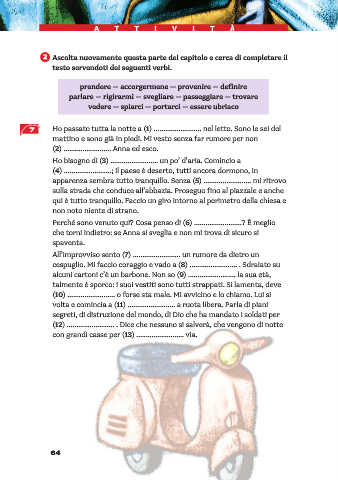 ATTIVITÀ
2 Ascolta nuovamente questa parte del capitolo e cerca di completare il
testo servendoti dei seguenti verbi.
prendere – accorgermene – provenire – definire
parlare – rigirarmi – svegliare – passeggiare – trovare
vedere – spiarci – portarci – essere ubriaco
7 Ho passato tutta la notte a (1) ........................ nel letto. Sono le sei del
mattino e sono già in piedi. Mi vesto senza far rumore per non
(2) ........................ Anna ed esco.
Ho bisogno di (3) ........................ un po' d'aria. Comincio a
(4) ........................; il paese è deserto, tutti ancora dormono, in
apparenza sembra tutto tranquillo. Senza (5) ........................ mi ritrovo
sulla strada che conduce all'abbazia. Proseguo fino al piazzale e anche
qui è tutto tranquillo. Faccio un giro intorno al perimetro della chiesa e
non noto niente di strano.
Perché sono venuto qui? Cosa penso di (6) ........................? È meglio
che torni indietro: se Anna si sveglia e non mi trova di sicuro si
spaventa.
All'improvviso sento (7) ........................ un rumore da dietro un
cespuglio. Mi faccio coraggio e vado a (8) ........................ . Sdraiato su
alcuni cartoni c'è un barbone. Non so (9) ........................ la sua età,
talmente è sporco: i suoi vestiti sono tutti strappati. Si lamenta, deve
(10) ........................ o forse sta male. Mi avvicino e lo chiamo. Lui si
volta e comincia a (11) ........................ a ruota libera. Parla di piani
segreti, di distruzione del mondo, di Dio che ha mandato i soldati per
(12) ........................ . Dice che nessuno si salverà, che vengono di notte
con grandi casse per (13) ........................ via.
64